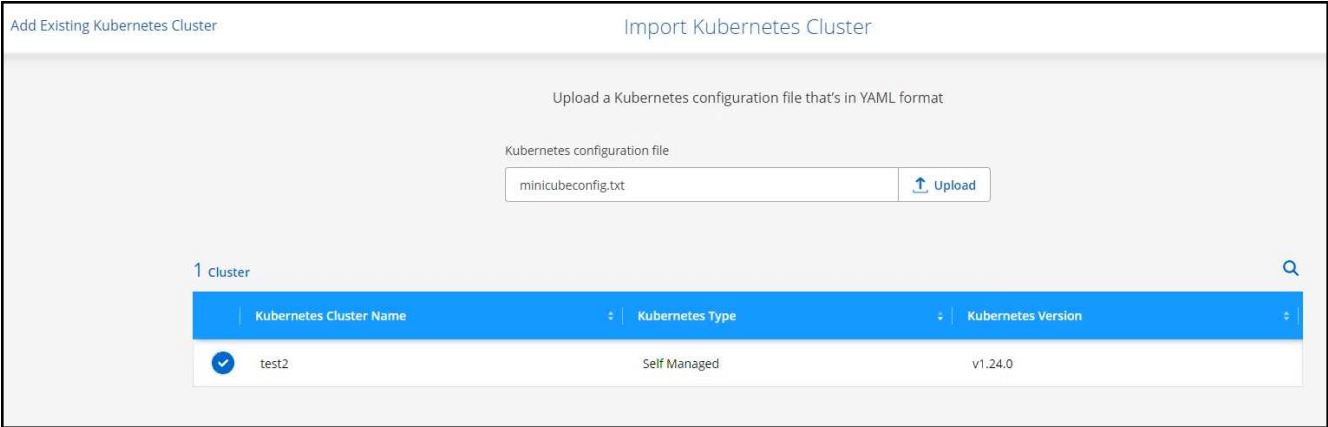 Add Existing Kubernetes Cluster
Import Kubernetes Cluster
Upload a Kubernetes configuration file that's in YAML format
Kubernetes configuration file
minicubeconfig.txt
Upload
1 Cluster
Kubernetes Cluster Name Kubernetes Type Kubernetes Version
test2 Self Managed v1.24.0